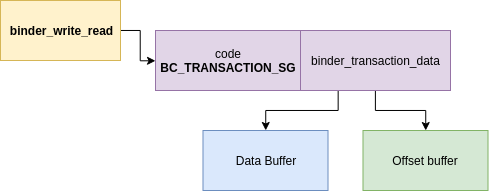 binder_write_read
code
BC_TRANSACTION_SG
binder_transaction_data
Data Buffer
Offset buffer